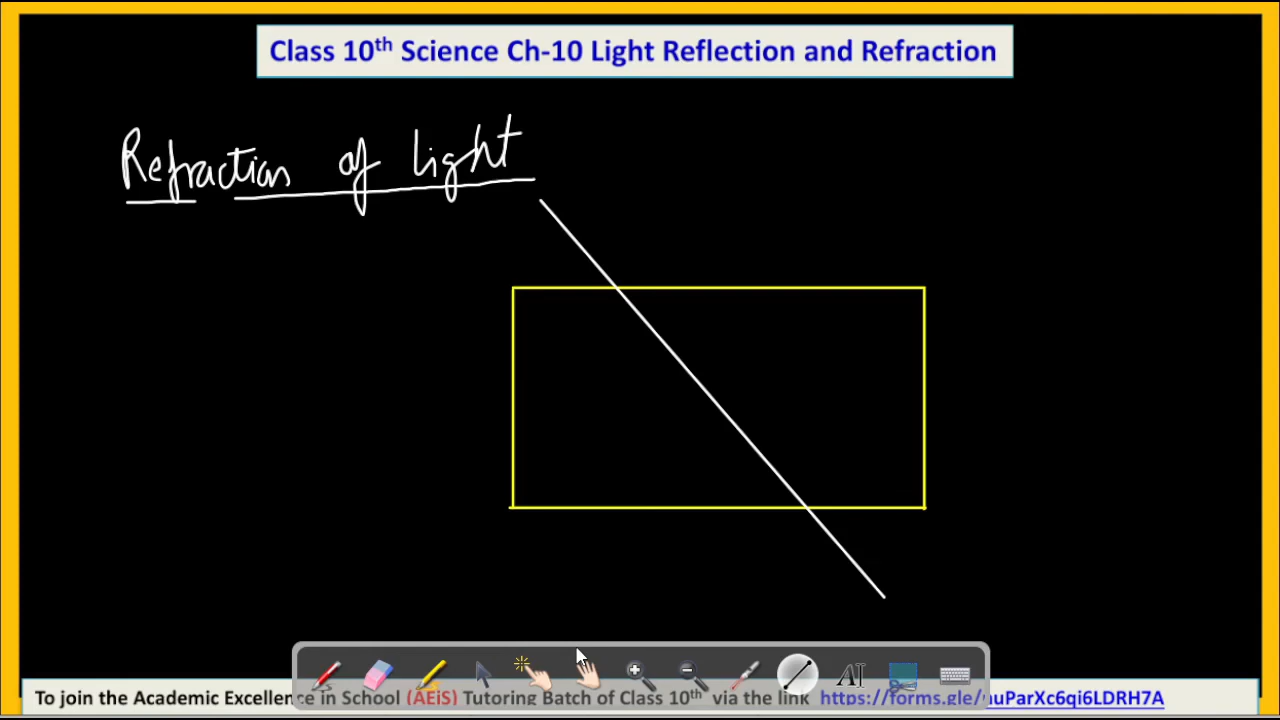 Class 10th Science Ch-10 Light Reflection and Refraction
Refraction of light
To join the Academic Excellence in School (AEiS) Tutoring Batch of Class 10th via the link https://forms.gle/nuParXc6qi6LDRH7A